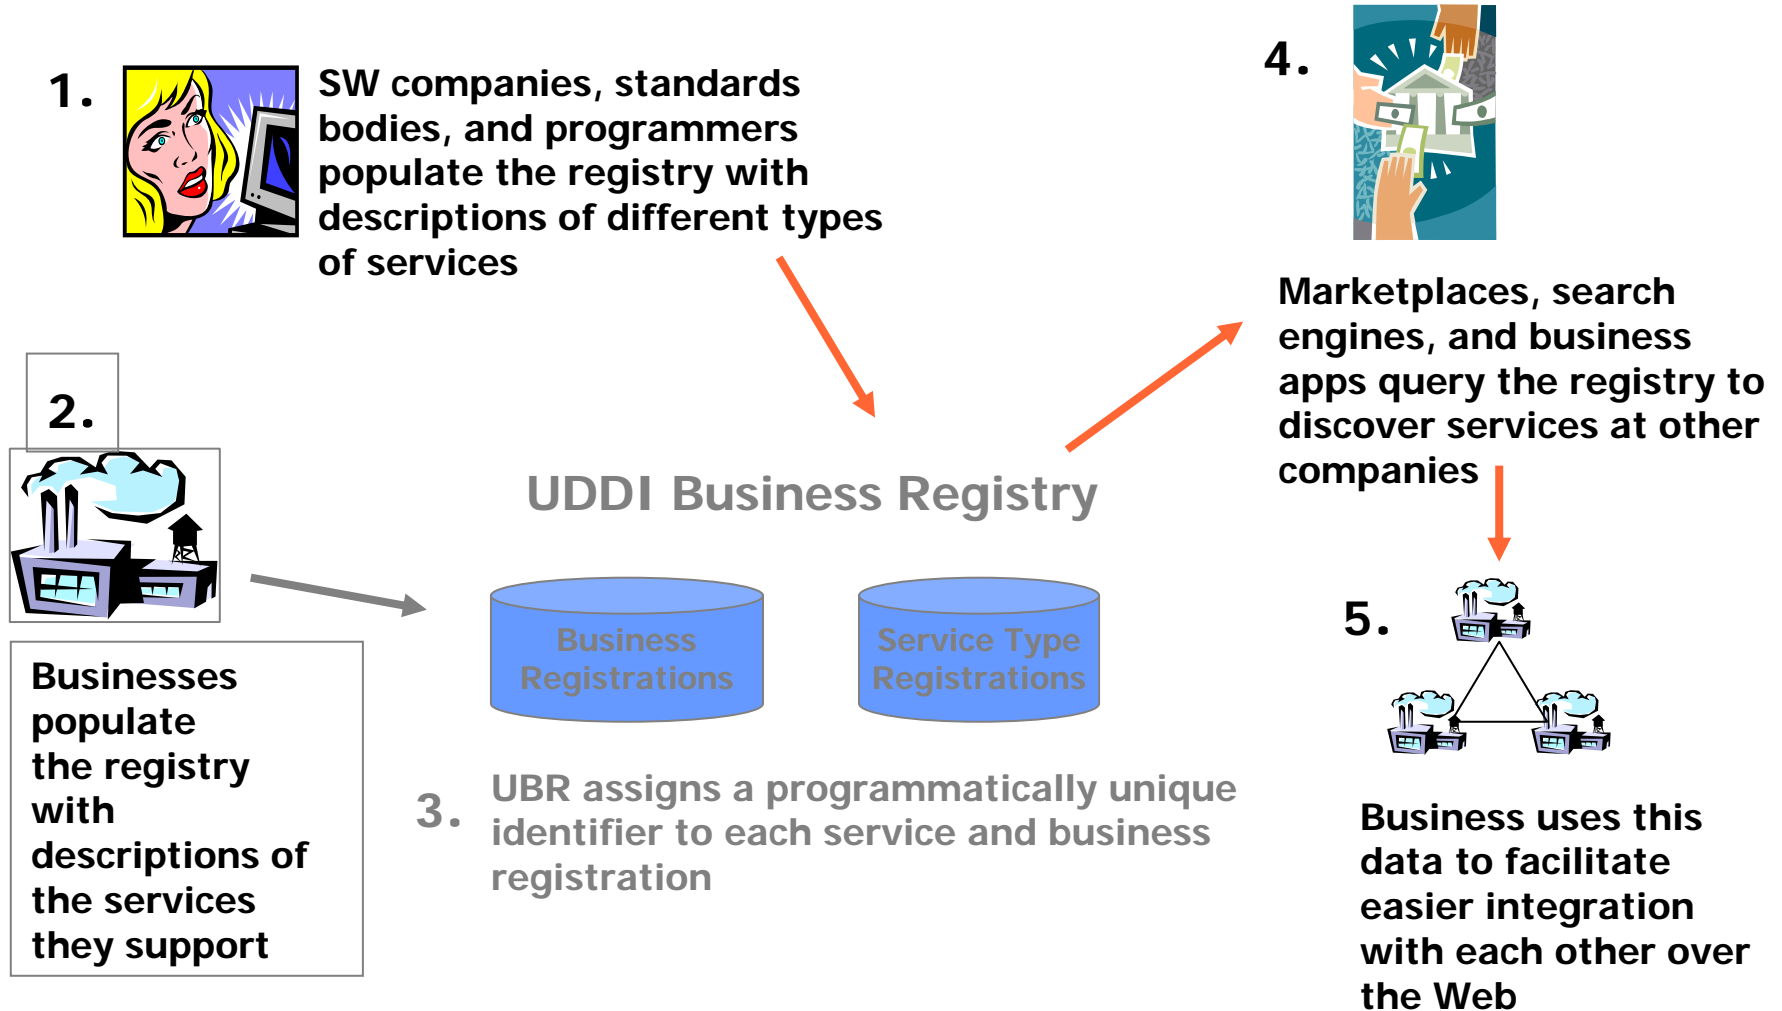 1.
SW companies, standards
bodies, and programmers
populate the registry with
descriptions of different types
of services
2.
Businesses
populate
the registry
with
descriptions of
the services
they support
UDDI Business Registry
Business
Registrations
Service Type
Registrations
3.
UBR assigns a programmatically unique
identifier to each service and business
registration
4.
Marketplaces, search
engines, and business
apps query the registry to
discover services at other
companies
5.
Business uses this
data to facilitate
easier integration
with each other over
the Web